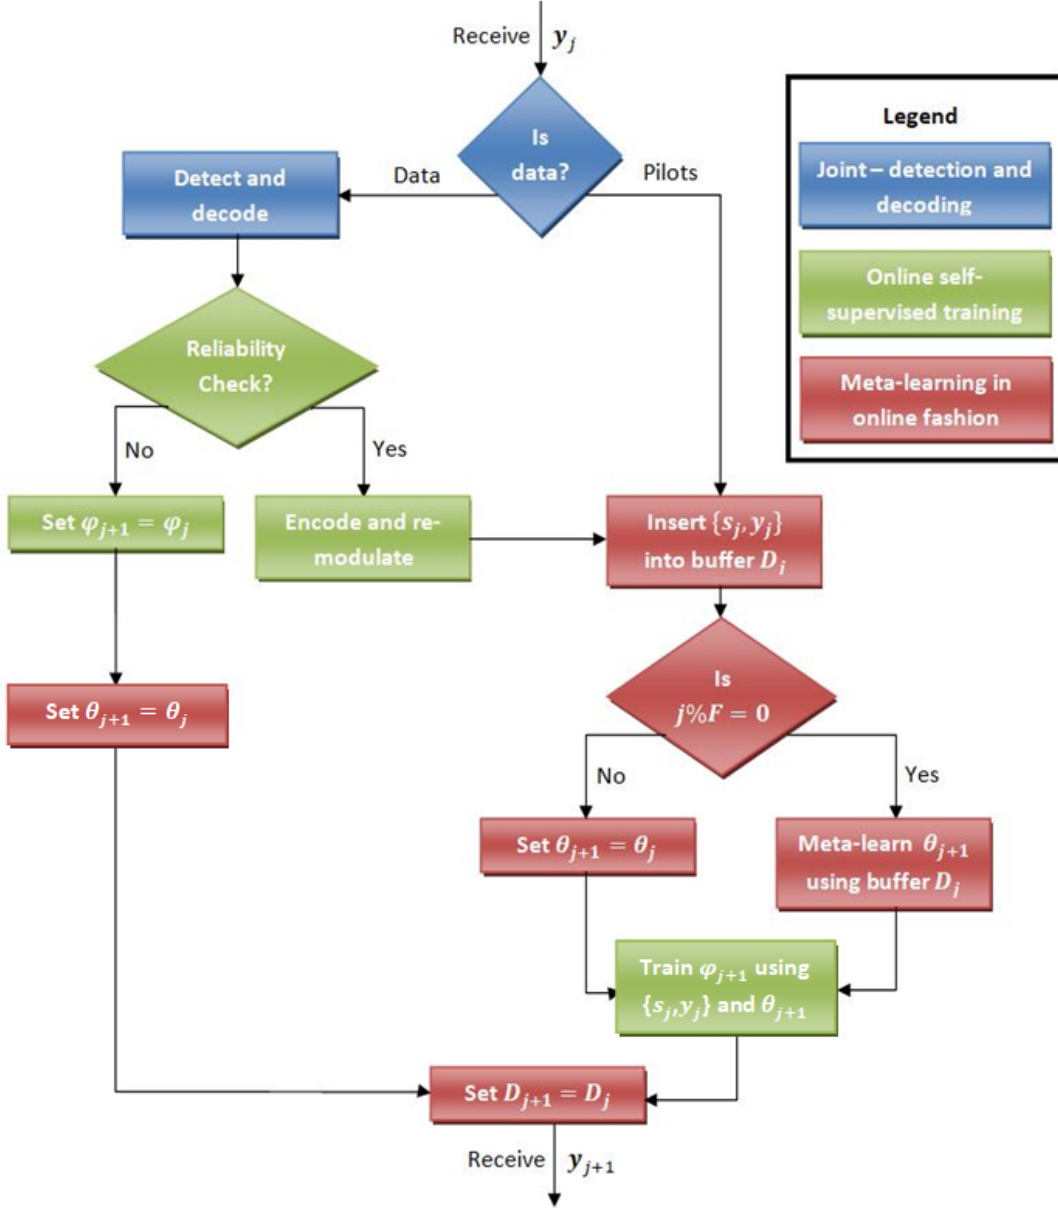 Receive y_j
Is
data?
Data
Pilots
Detect and
decode
Reliability
Check?
No
Yes
Set φ_{j+1} = φ_j
Encode and re-
modulate
Insert {s_j, y_j}
into buffer D_j
Set θ_{j+1} = θ_j
Is
j%F = 0
No
Yes
Set θ_{j+1} = θ_j
Meta-learn θ_{j+1}
using buffer D_j
Train φ_{j+1} using
{s_j,y_j} and θ_{j+1}
Set D_{j+1} = D_j
Receive y_{j+1}
Legend
Joint – detection and
decoding
Online self-
supervised training
Meta-learning in
online fashion